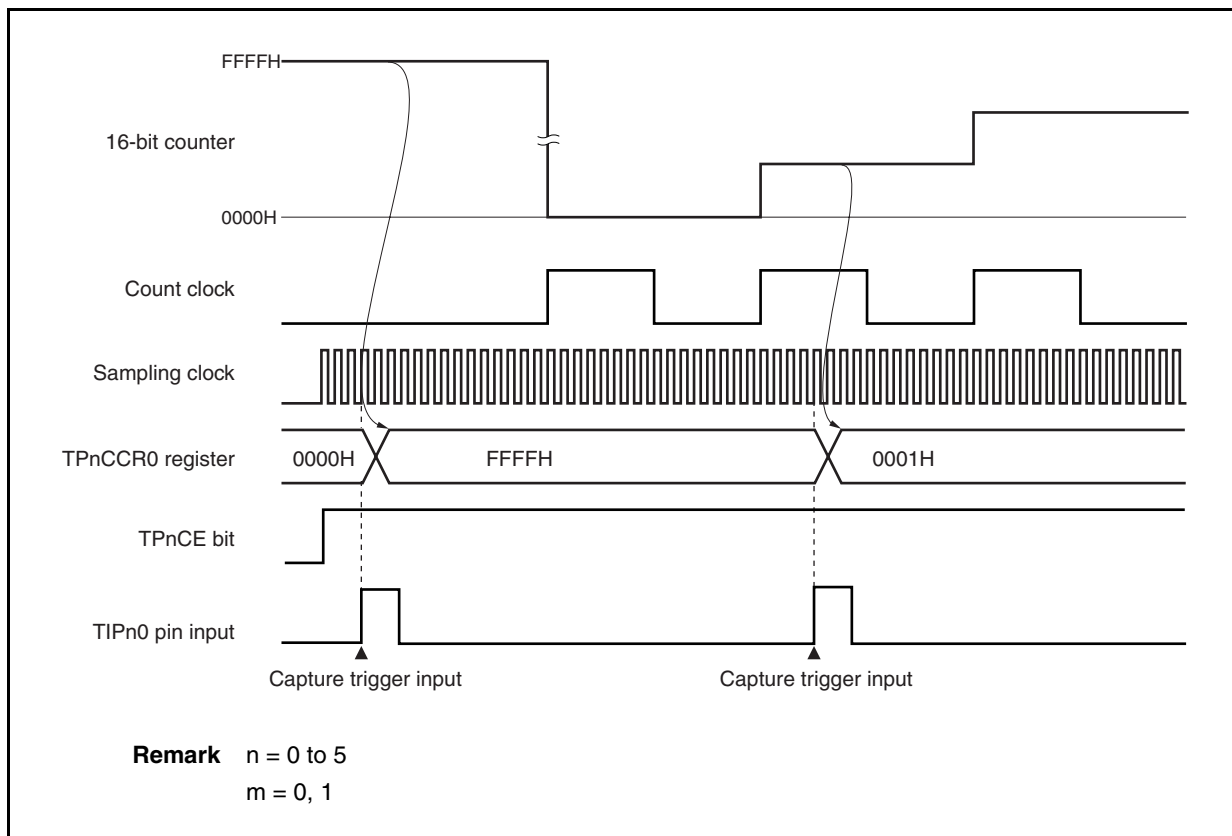 FFFFH
16-bit counter
0000H
Count clock
Sampling clock
TPnCCR0 register 0000H FFFFH 0001H
TPnCE bit
TIPn0 pin input
Capture trigger input Capture trigger input
Remark n = 0 to 5
m = 0, 1